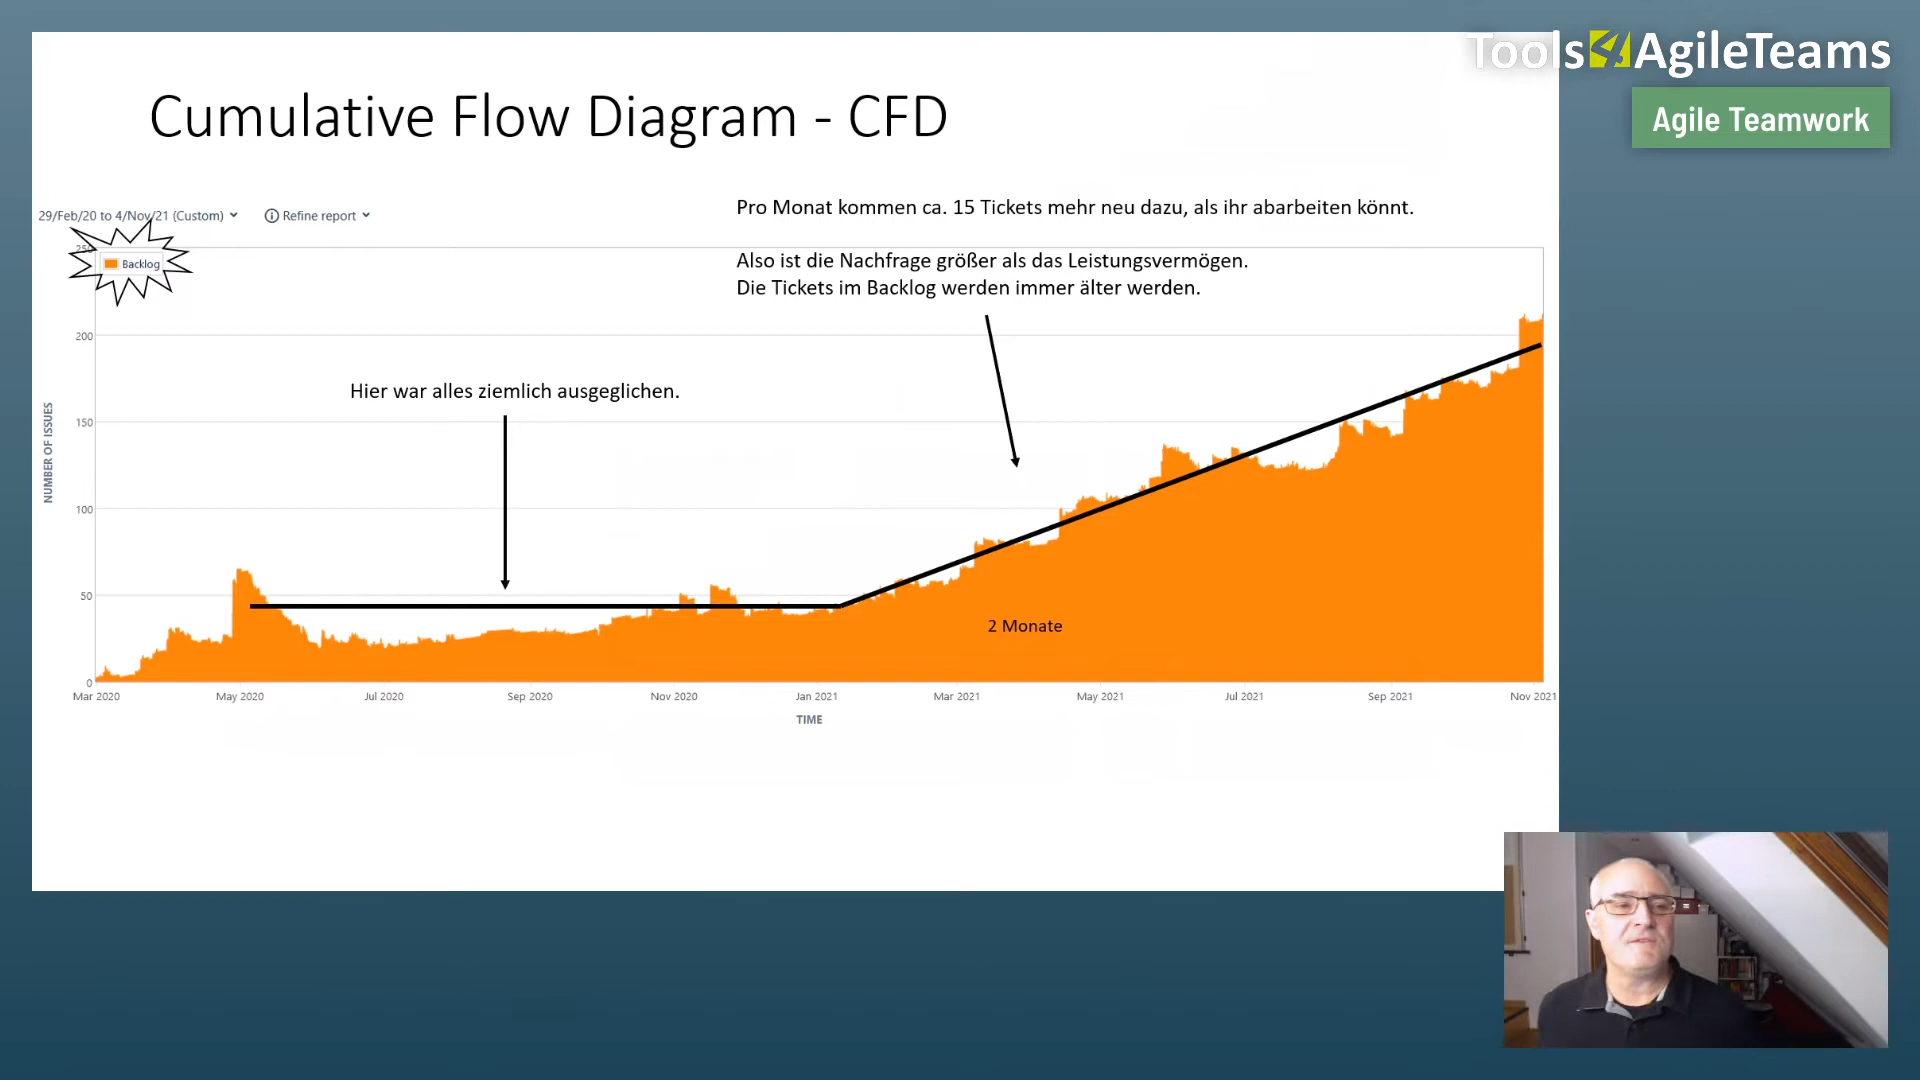 Tools4AgileTeams
Agile Teamwork
Cumulative Flow Diagram - CFD
29/Feb/20 to 4/Nov/21 (Custom)
Refine report
Pro Monat kommen ca. 15 Tickets mehr neu dazu, als ihr abarbeiten könnt.
Also ist die Nachfrage größer als das Leistungsvermögen.
Die Tickets im Backlog werden immer älter werden.
Backlog
Hier war alles ziemlich ausgeglichen.
2 Monate
NUMBER OF ISSUES
250
200
150
100
50
0
Mar 2020 May 2020 Jul 2020 Sep 2020 Nov 2020 Jan 2021 Mar 2021 May 2021 Jul 2021 Sep 2021 Nov 2021
TIME